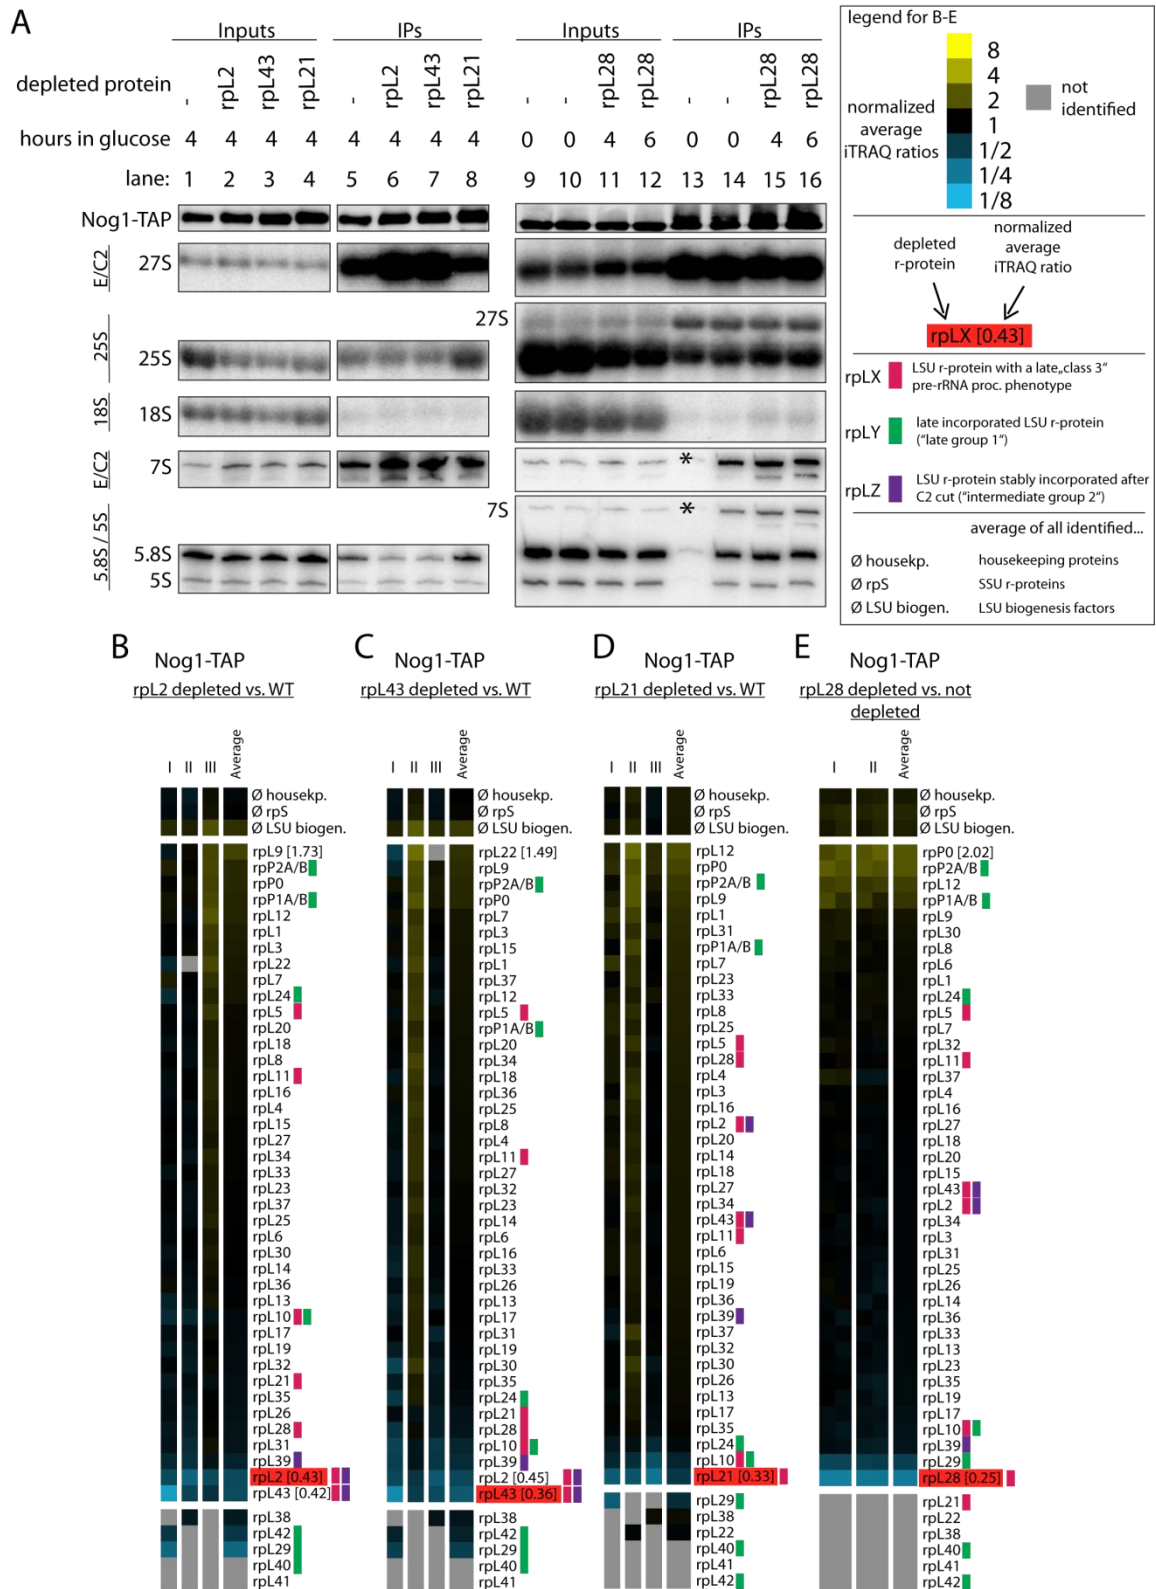 A
Inputs IPs Inputs IPs
depleted protein - rpL2 rpL43 rpL21 - rpL2 rpL43 rpL21 - - rpL28 rpL28 - - rpL28 rpL28
hours in glucose 4 4 4 4 4 4 4 4 0 0 4 6 0 0 4 6
lane: 1 2 3 4 5 6 7 8 9 10 11 12 13 14 15 16
Nog1-TAP
E/C2 27S
27S
25S 25S
18S 18S
E/C2 7S *
7S *
5.8S / 5S 5.8S
5S
legend for B-E
normalized
average
iTRAQ ratios
8
4
2
1
1/2
1/4
1/8
not
identified
depleted
r-protein
normalized
average
iTRAQ ratio
rpLX [0.43]
rpLX LSU r-protein with a late„class 3"
pre-rRNA proc. phenotype
rpLY late incorporated LSU r-protein
("late group 1")
rpLZ LSU r-protein stably incorporated after
C2 cut ("intermediate group 2")
average of all identified...
Ø housekp. housekeeping proteins
Ø rpS SSU r-proteins
Ø LSU biogen. LSU biogenesis factors
B
Nog1-TAP
rpL2 depleted vs. WT
I II III Average
Ø housekp.
Ø rpS
Ø LSU biogen.
rpL9 [1.73]
rpP2A/B
rpP0
rpP1A/B
rpL12
rpL1
rpL3
rpL22
rpL7
rpL24
rpL5
rpL20
rpL18
rpL8
rpL11
rpL16
rpL4
rpL15
rpL27
rpL34
rpL33
rpL23
rpL37
rpL25
rpL6
rpL30
rpL14
rpL36
rpL13
rpL10
rpL17
rpL19
rpL32
rpL21
rpL35
rpL26
rpL28
rpL31
rpL39
rpL2 [0.43]
rpL43 [0.42]
rpL38
rpL42
rpL29
rpL40
rpL41
C
Nog1-TAP
rpL43 depleted vs. WT
I II III Average
Ø housekp.
Ø rpS
Ø LSU biogen.
rpL22 [1.49]
rpL9
rpP2A/B
rpP0
rpL7
rpL3
rpL15
rpL1
rpL37
rpL12
rpL5
rpP1A/B
rpL20
rpL34
rpL18
rpL36
rpL25
rpL8
rpL4
rpL11
rpL27
rpL32
rpL23
rpL14
rpL6
rpL16
rpL33
rpL26
rpL13
rpL17
rpL31
rpL19
rpL30
rpL35
rpL24
rpL21
rpL28
rpL10
rpL39
rpL2 [0.45]
rpL43 [0.36]
rpL38
rpL42
rpL29
rpL40
rpL41
D
Nog1-TAP
rpL21 depleted vs. WT
I II III Average
Ø housekp.
Ø rpS
Ø LSU biogen.
rpL12
rpP0
rpP2A/B
rpL9
rpL1
rpL31
rpP1A/B
rpL7
rpL23
rpL33
rpL8
rpL25
rpL5
rpL28
rpL4
rpL3
rpL16
rpL2
rpL20
rpL14
rpL18
rpL27
rpL34
rpL43
rpL11
rpL6
rpL15
rpL19
rpL36
rpL39
rpL37
rpL32
rpL30
rpL26
rpL13
rpL17
rpL35
rpL24
rpL10
rpL21 [0.33]
rpL29
rpL38
rpL22
rpL40
rpL41
rpL42
E
Nog1-TAP
rpL28 depleted vs. not
depleted
I II Average
Ø housekp.
Ø rpS
Ø LSU biogen.
rpP0 [2.02]
rpP2A/B
rpL12
rpP1A/B
rpL9
rpL30
rpL8
rpL6
rpL1
rpL24
rpL5
rpL7
rpL32
rpL11
rpL37
rpL4
rpL16
rpL27
rpL18
rpL20
rpL15
rpL43
rpL2
rpL34
rpL3
rpL31
rpL25
rpL26
rpL14
rpL36
rpL33
rpL13
rpL23
rpL35
rpL19
rpL17
rpL10
rpL39
rpL29
rpL28 [0.25]
rpL21
rpL22
rpL38
rpL40
rpL41
rpL42